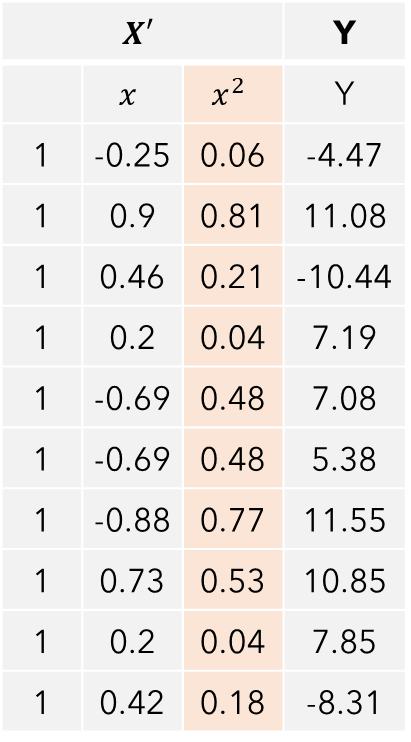 X′ Y
x x² Y
1 -0.25 0.06 -4.47
1 0.9 0.81 11.08
1 0.46 0.21 -10.44
1 0.2 0.04 7.19
1 -0.69 0.48 7.08
1 -0.69 0.48 5.38
1 -0.88 0.77 11.55
1 0.73 0.53 10.85
1 0.2 0.04 7.85
1 0.42 0.18 -8.31